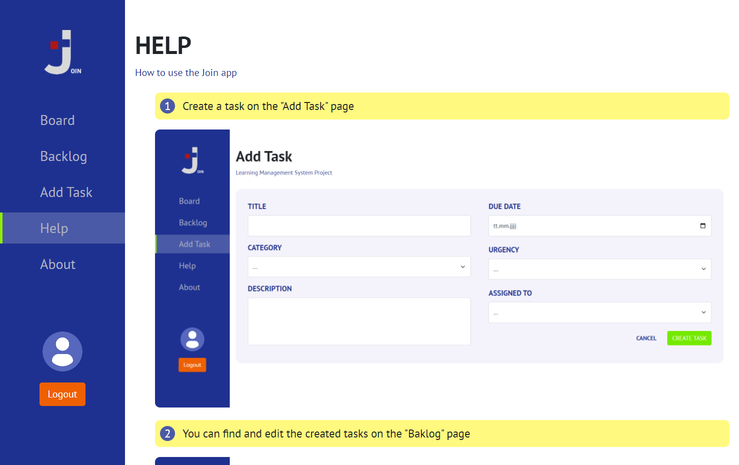 JOIN
Board
Backlog
Add Task
Help
About
Logout
HELP
How to use the Join app
1 Create a task on the "Add Task" page
JOIN
Board
Backlog
Add Task
Help
About
Logout
Add Task
Learning Management System Project
TITLE
CATEGORY
...
DESCRIPTION
DUE DATE
tt.mm.jjjj
URGENCY
...
ASSIGNED TO
...
CANCEL CREATE TASK
2 You can find and edit the created tasks on the "Baklog" page